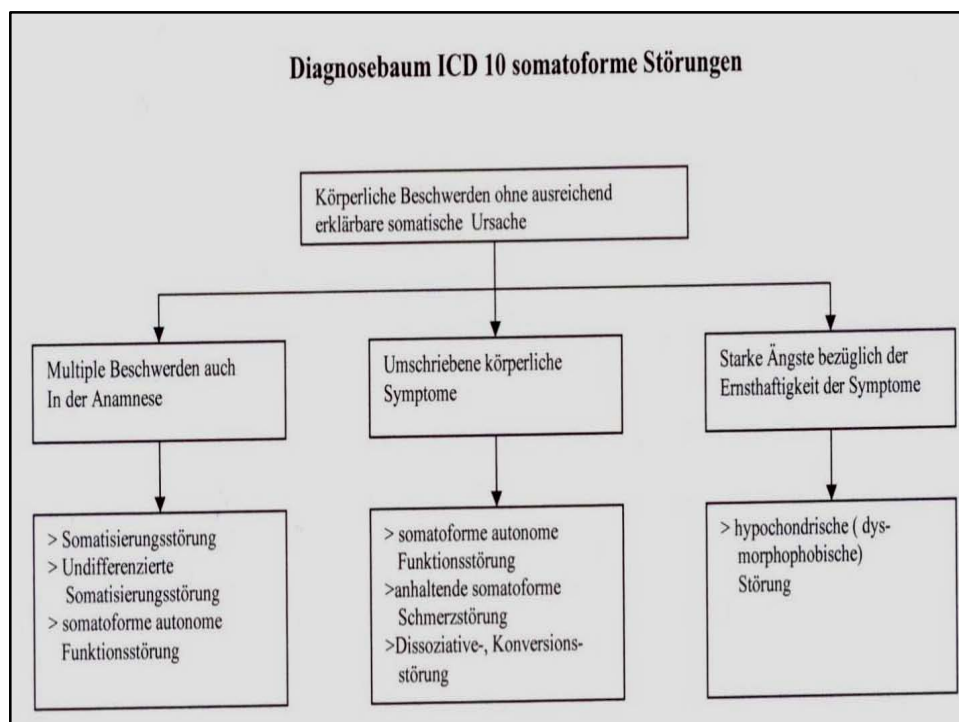 Diagnosebaum ICD 10 somatoforme Störungen
Körperliche Beschwerden ohne ausreichend
erklärbare somatische Ursache
Multiple Beschwerden auch
In der Anamnese
Umschriebene körperliche
Symptome
Starke Ängste bezüglich der
Ernsthaftigkeit der Symptome
> Somatisierungsstörung
> Undifferenzierte
Somatisierungsstörung
> somatoforme autonome
Funktionsstörung
> somatoforme autonome
Funktionsstörung
>anhaltende somatoforme
Schmerzstörung
>Dissoziative-, Konversions-
störung
> hypochondrische ( dys-
morphophobische)
Störung